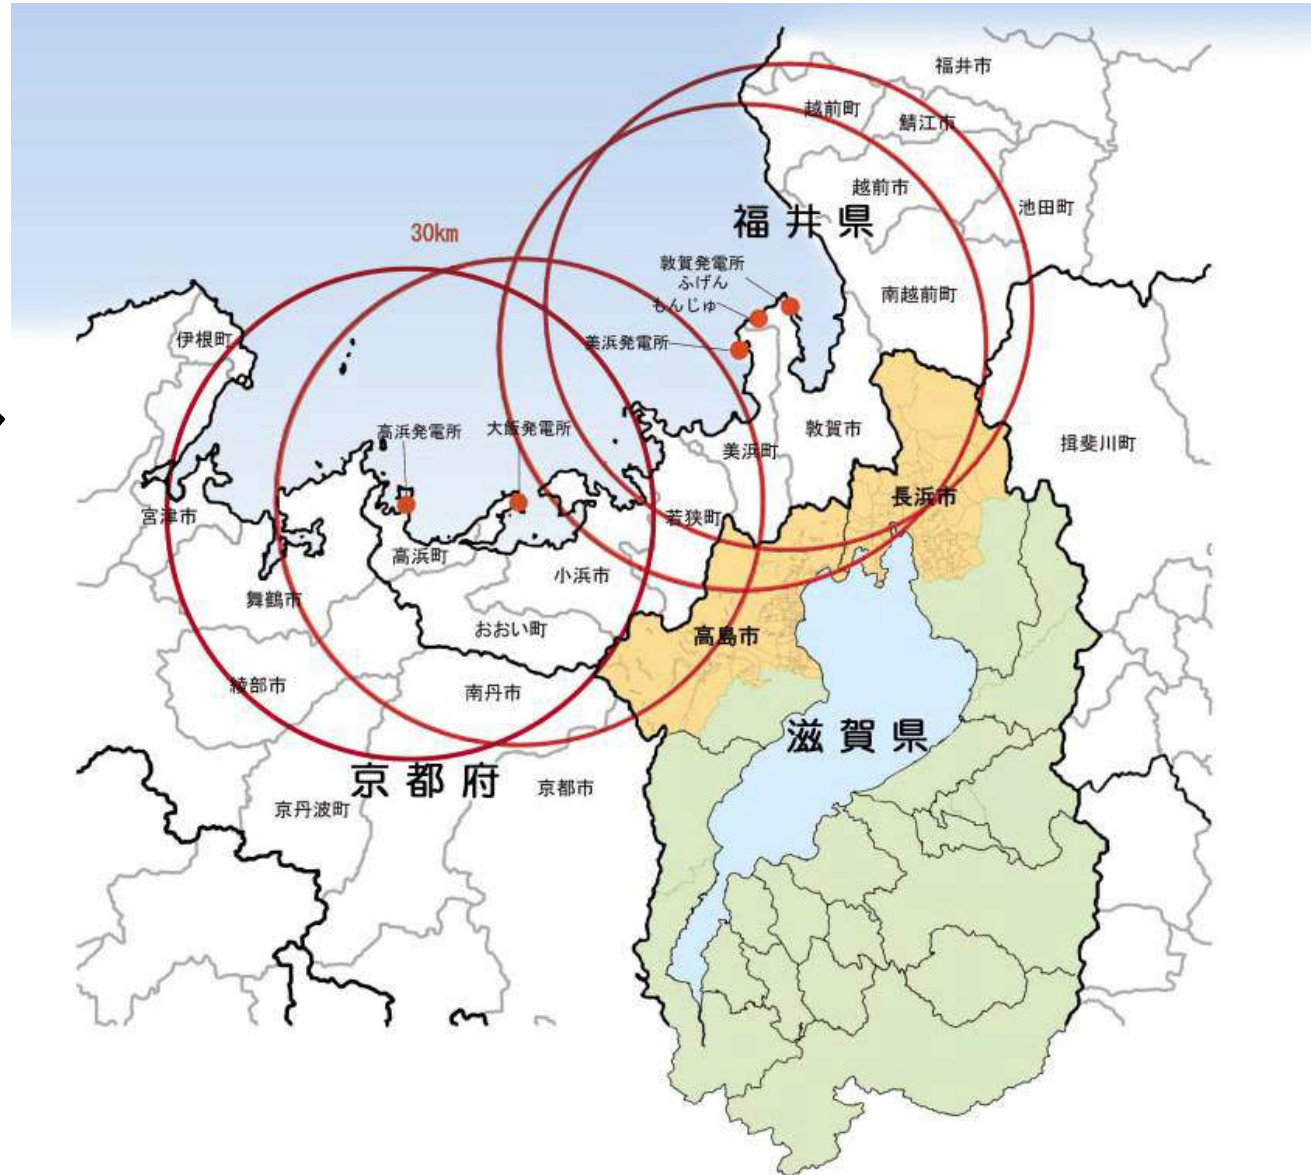 福井市
越前町
鯖江市
越前市
池田町
福井県
30km
敦賀発電所
ふげん
もんじゅ
南越前町
伊根町
美浜発電所
高浜発電所
大飯発電所
敦賀市
美浜町
揖斐川町
長浜市
宮津市
若狭町
高浜町
小浜市
舞鶴市
おおい町
高島市
綾部市
南丹市
滋賀県
京都府
京都市
京丹波町